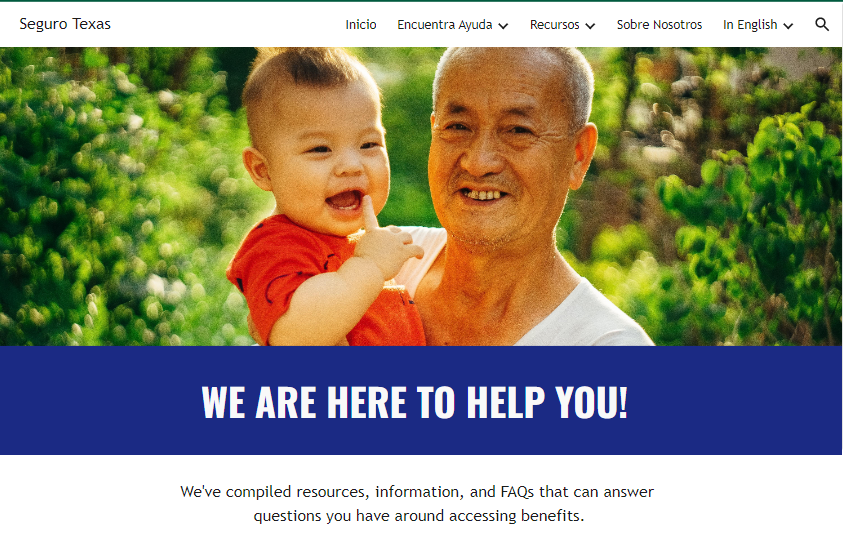 Seguro Texas
Inicio
Encuentra Ayuda
Recursos
Sobre Nosotros
In English
WE ARE HERE TO HELP YOU!
We've compiled resources, information, and FAQs that can answer
questions you have around accessing benefits.